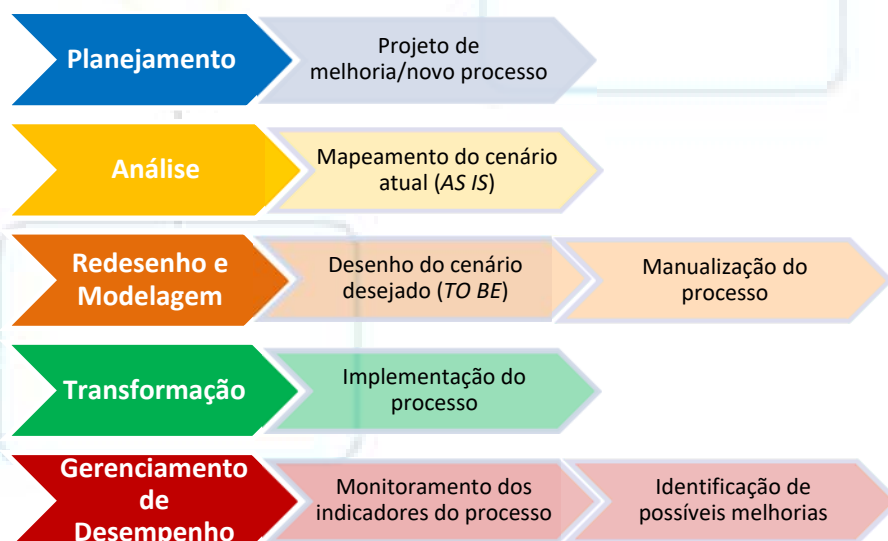 Planejamento
Projeto de
melhoria/novo processo
Análise
Mapeamento do cenário
atual (AS IS)
Redesenho e
Modelagem
Desenho do cenário
desejado (TO BE)
Manualização do
processo
Transformação
Implementação do
processo
Gerenciamento
de
Desempenho
Monitoramento dos
indicadores do processo
Identificação de
possíveis melhorias